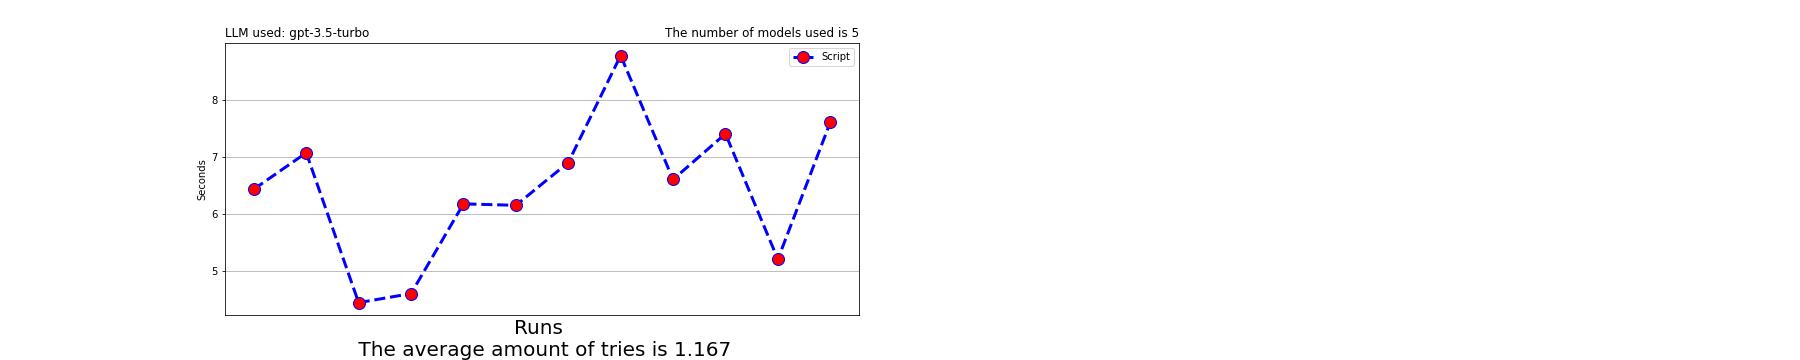 LLM used: gpt-3.5-turbo
The number of models used is 5
Script
8
7
6
5
Seconds
Runs
The average amount of tries is 1.167